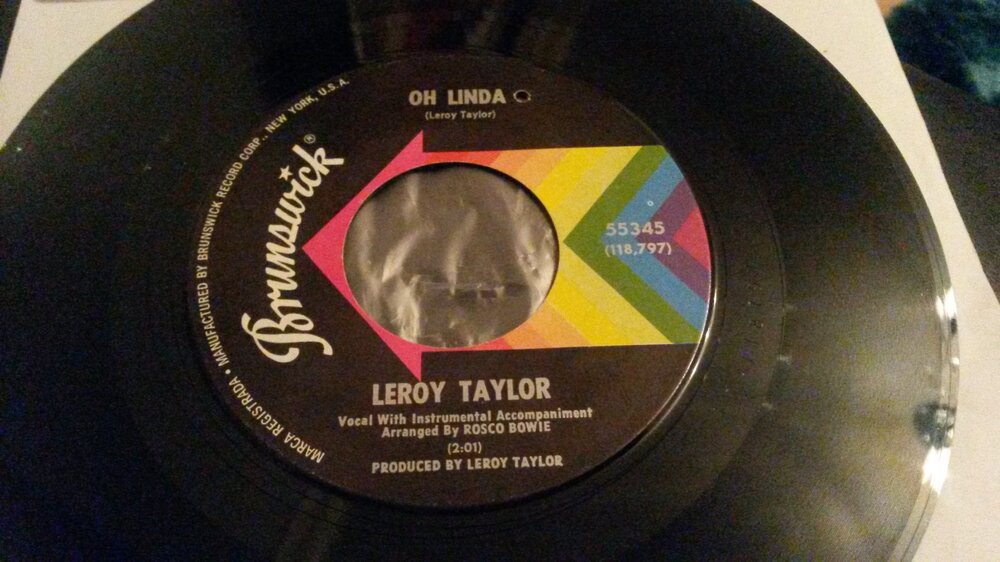 OH LINDA
(Leroy Taylor)
Brunswick®
55345
(118,797)
LEROY TAYLOR
Vocal With Instrumental Accompaniment
Arranged By ROSCO BOWIE
(2:01)
PRODUCED BY LEROY TAYLOR
MARCA REGISTRADA • MANUFACTURED BY BRUNSWICK RECORD CORP., NEW YORK, U.S.A.